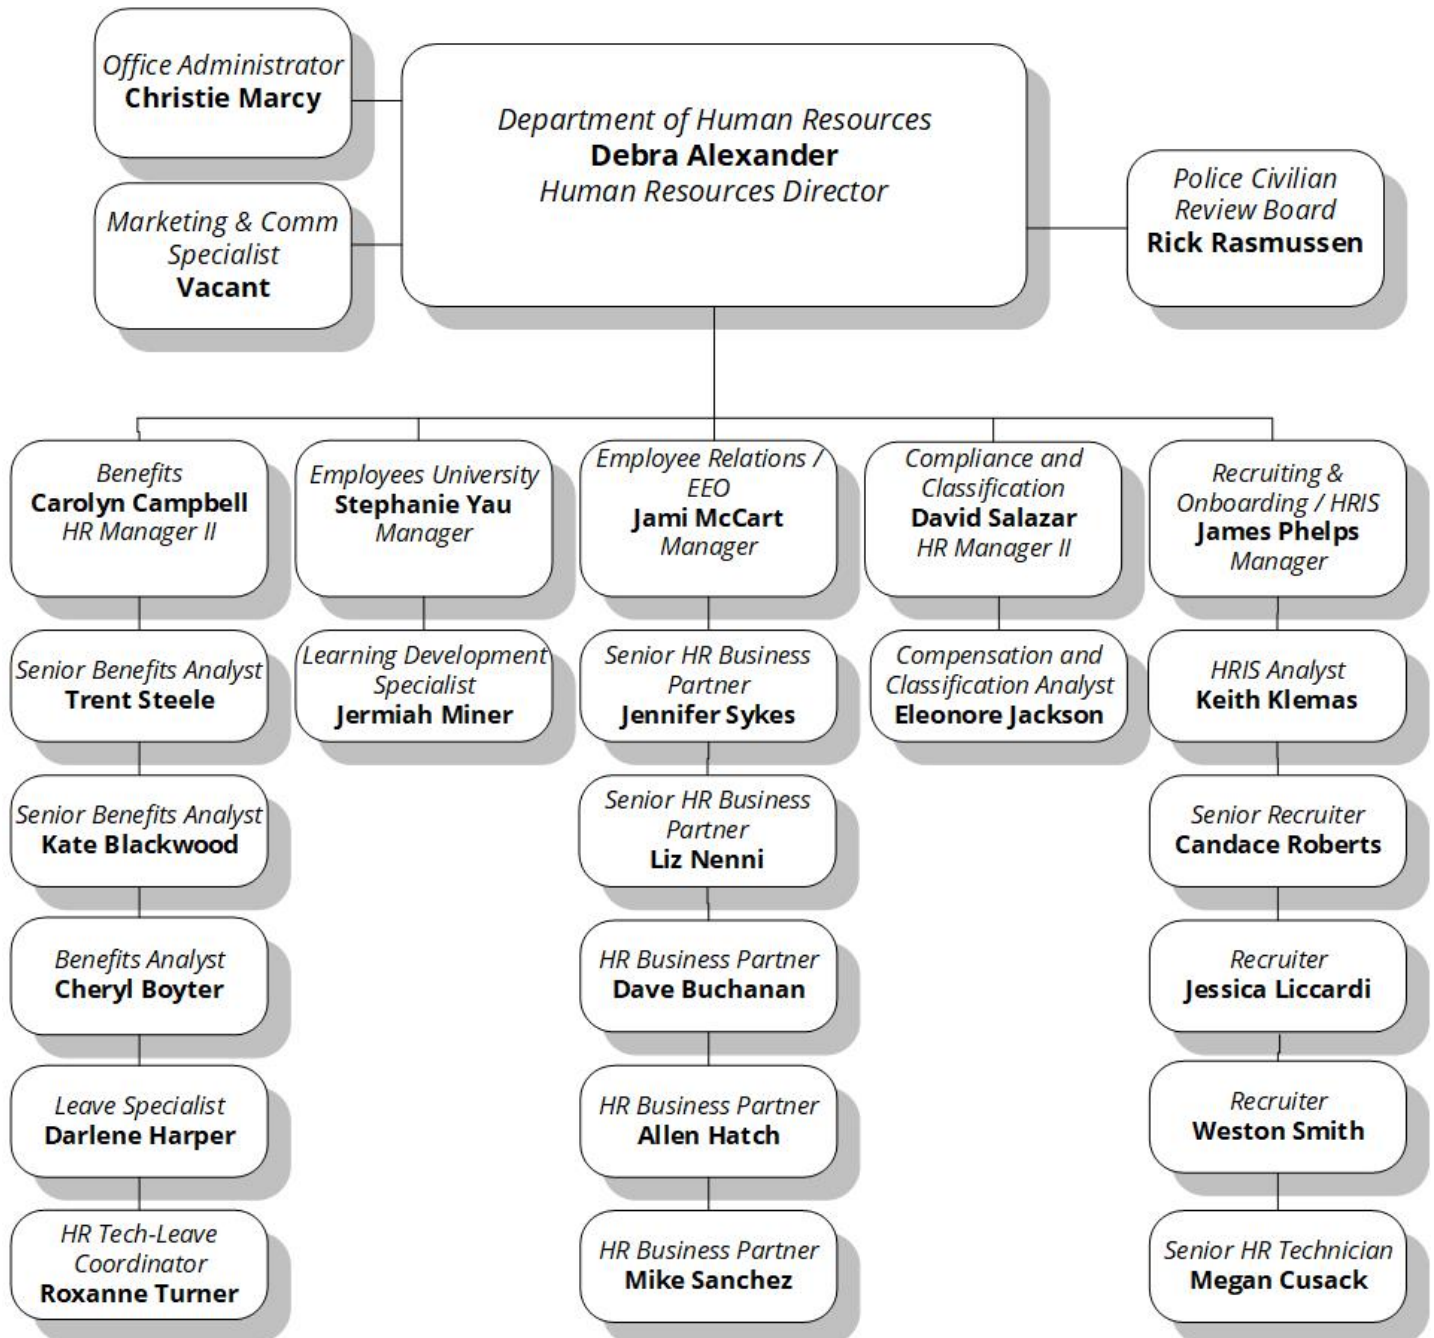 Office Administrator
Christie Marcy
Department of Human Resources
Debra Alexander
Human Resources Director
Marketing & Comm
Specialist
Vacant
Police Civilian
Review Board
Rick Rasmussen
Benefits
Carolyn Campbell
HR Manager II
Employees University
Stephanie Yau
Manager
Employee Relations /
EEO
Jami McCart
Manager
Compliance and
Classification
David Salazar
HR Manager II
Recruiting &
Onboarding / HRIS
James Phelps
Manager
Senior Benefits Analyst
Trent Steele
Learning Development
Specialist
Jermiah Miner
Senior HR Business
Partner
Jennifer Sykes
Compensation and
Classification Analyst
Eleonore Jackson
HRIS Analyst
Keith Klemas
Senior Benefits Analyst
Kate Blackwood
Senior HR Business
Partner
Liz Nenni
Senior Recruiter
Candace Roberts
Benefits Analyst
Cheryl Boyter
HR Business Partner
Dave Buchanan
Recruiter
Jessica Liccardi
Leave Specialist
Darlene Harper
HR Business Partner
Allen Hatch
Recruiter
Weston Smith
HR Tech-Leave
Coordinator
Roxanne Turner
HR Business Partner
Mike Sanchez
Senior HR Technician
Megan Cusack